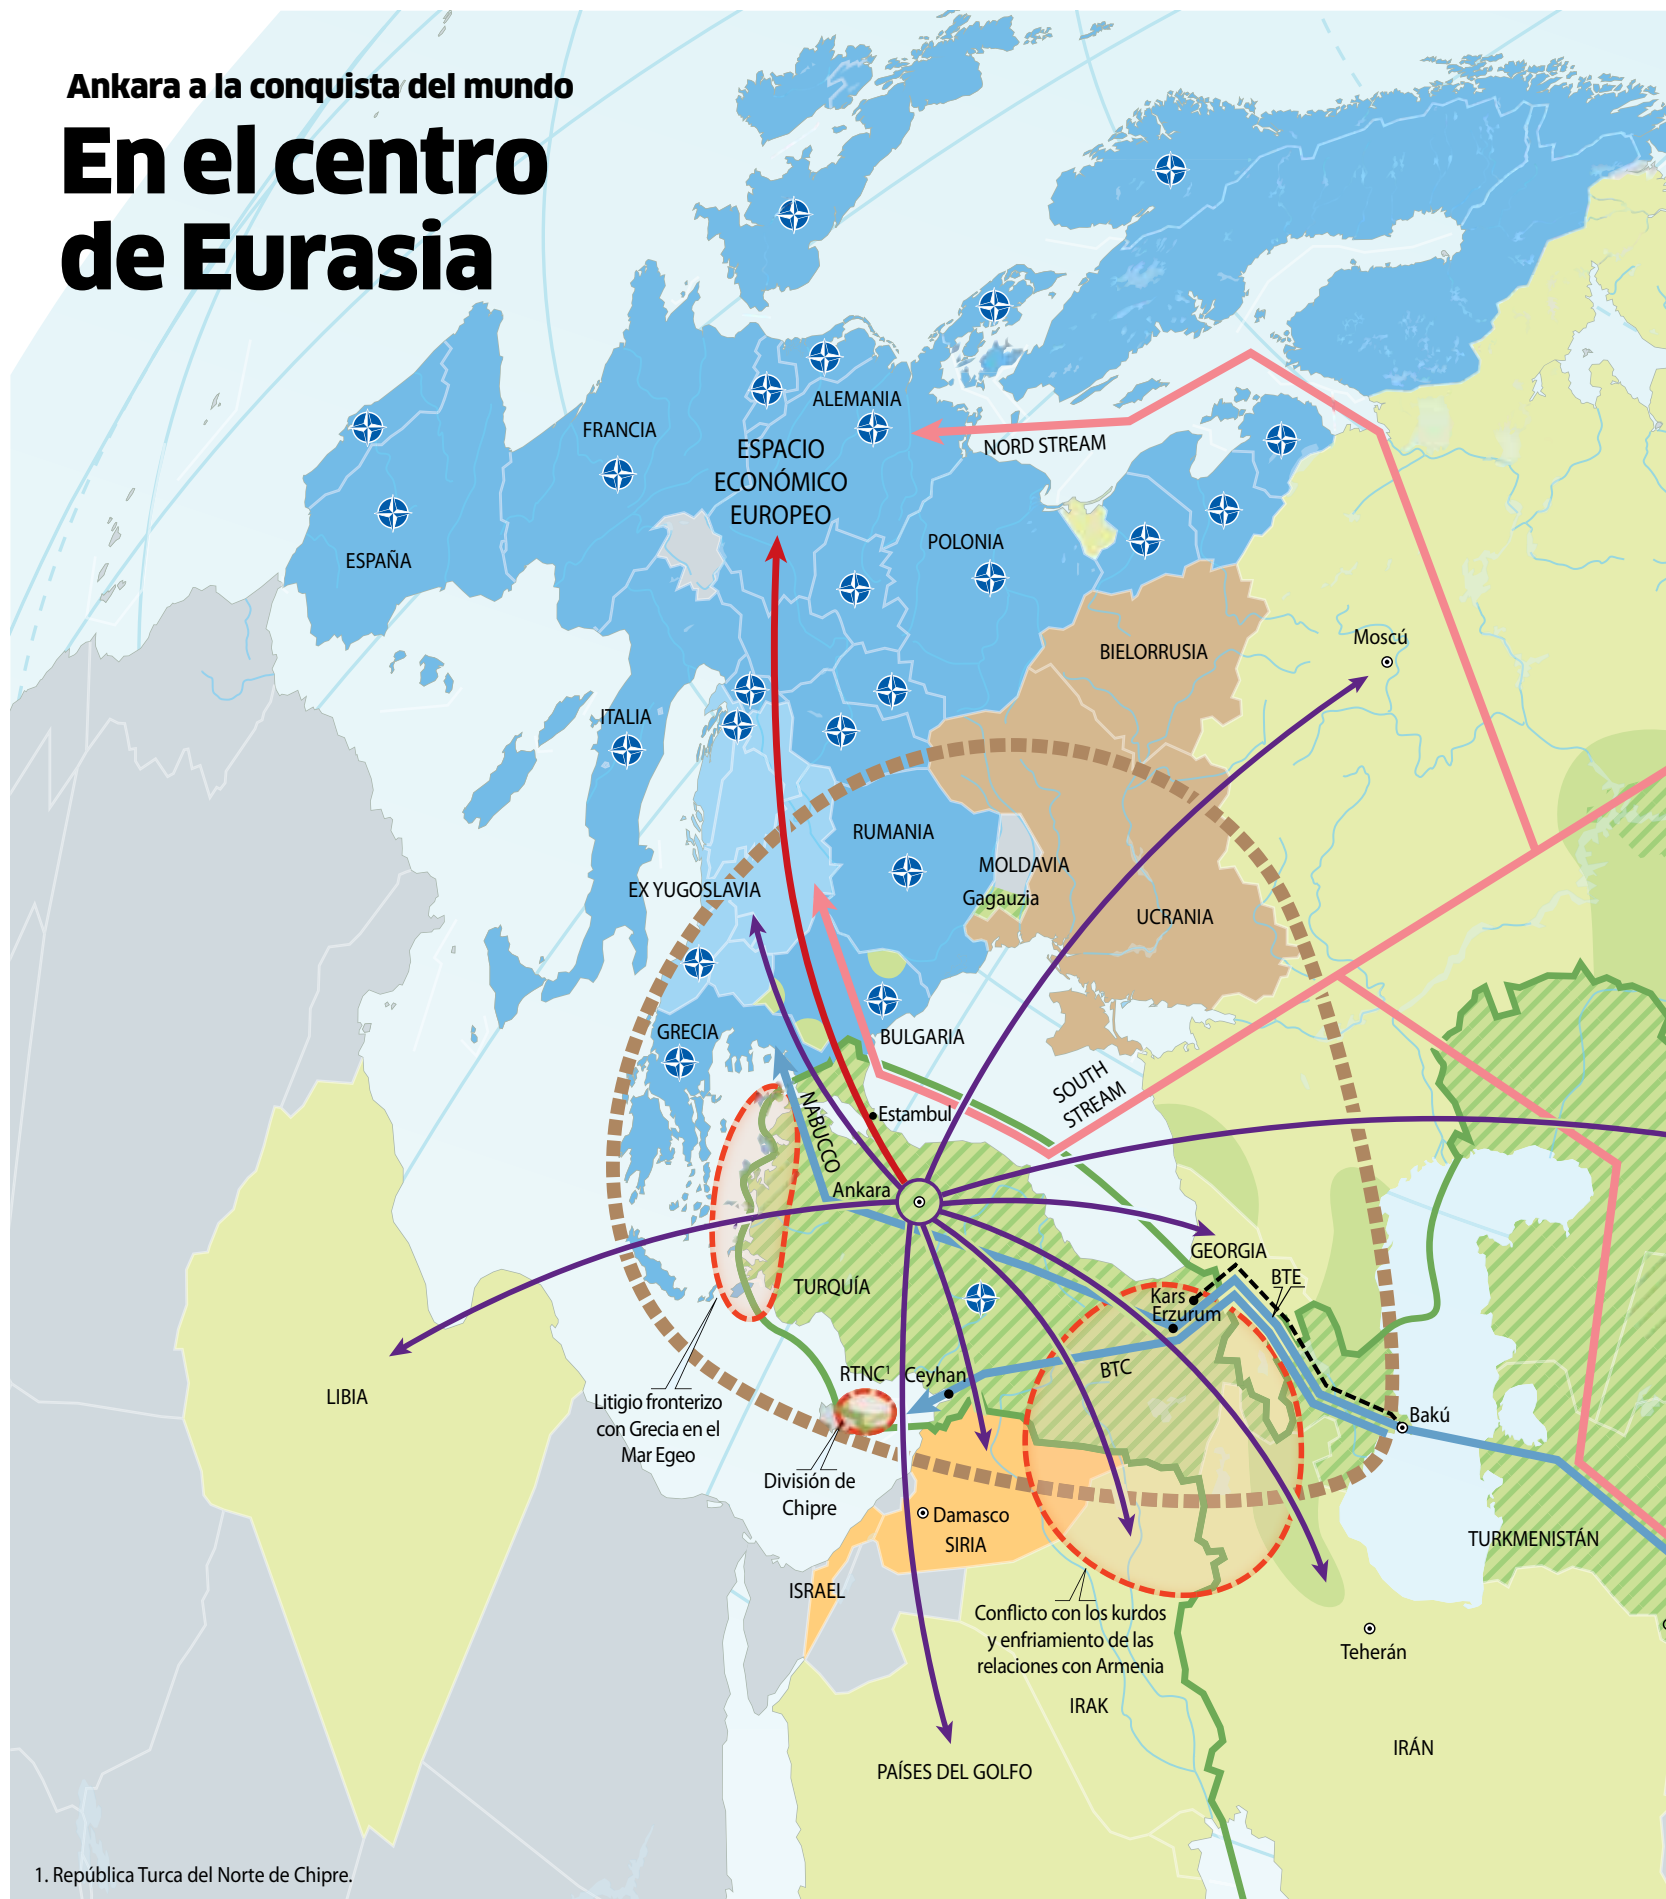 Ankara a la conquista del mundo
En el centro
de Eurasia
ALEMANIA
FRANCIA
NORD STREAM
ESPACIO
ECONÓMICO
EUROPEO
POLONIA
ESPAÑA
Moscú
BIELORRUSIA
ITALIA
RUMANIA
MOLDAVIA
EX YUGOSLAVIA
Gagauzia
UCRANIA
GRECIA
BULGARIA
SOUTH
STREAM
NABUCCO
Estambul
Ankara
GEORGIA
TURQUÍA
BTE
Kars
Erzurum
RTNC¹
Ceyhan
BTC
LIBIA
Litigio fronterizo
con Grecia en el
Mar Egeo
Bakú
División de
Chipre
Damasco
SIRIA
TURKMENISTÁN
ISRAEL
Conflicto con los kurdos
y enfriamiento de las
relaciones con Armenia
Teherán
IRAK
IRÁN
PAÍSES DEL GOLFO
1. República Turca del Norte de Chipre.